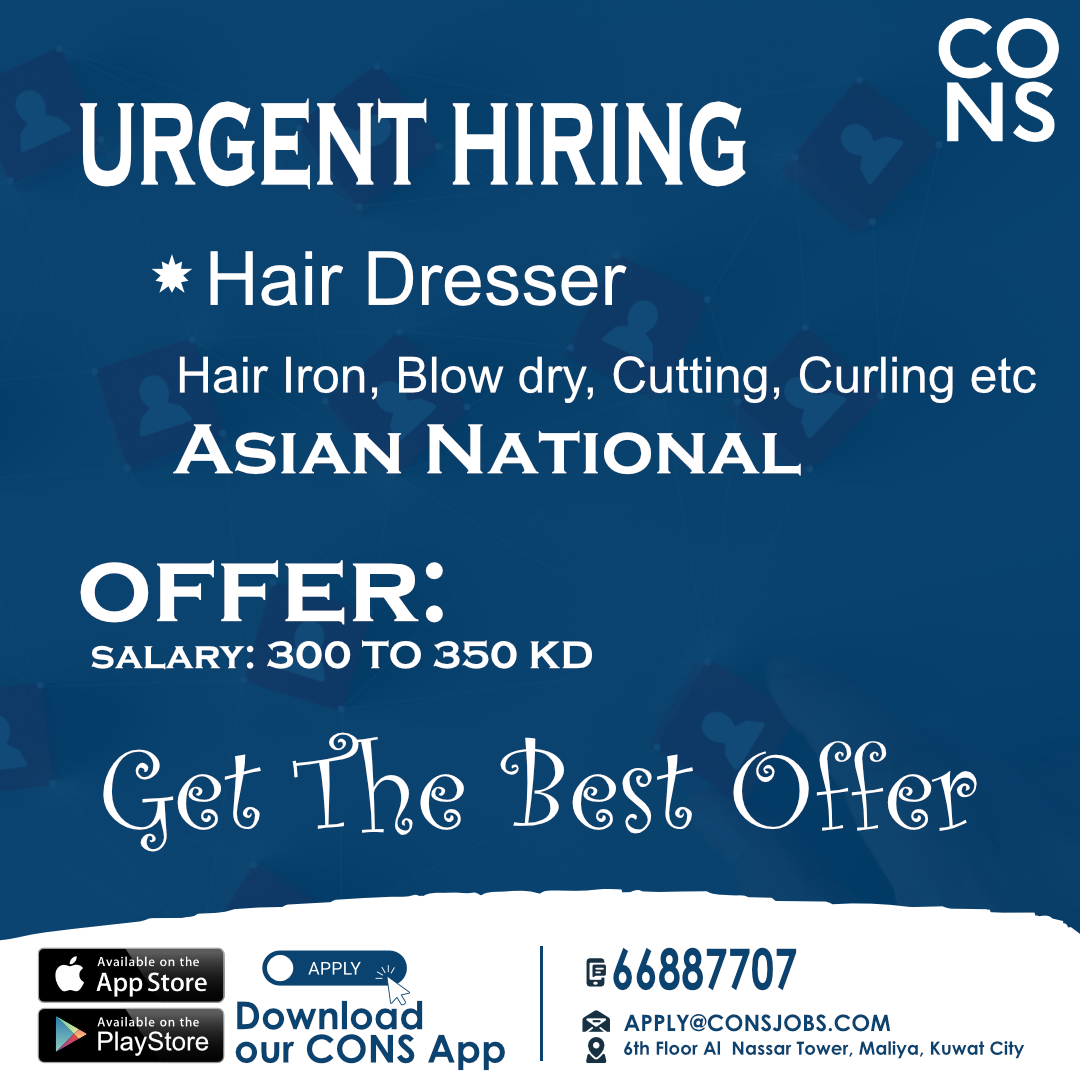 CO
NS
URGENT HIRING
Hair Dresser
Hair Iron, Blow dry, Cutting, Curling etc
ASIAN NATIONAL
OFFER:
SALARY: 300 TO 350 KD
Get The Best Offer
Available on the
App Store
Available on the
PlayStore
APPLY
Download
our CONS App
66887707
APPLY@CONSJOBS.COM
6th Floor Al Nassar Tower, Maliya, Kuwat City